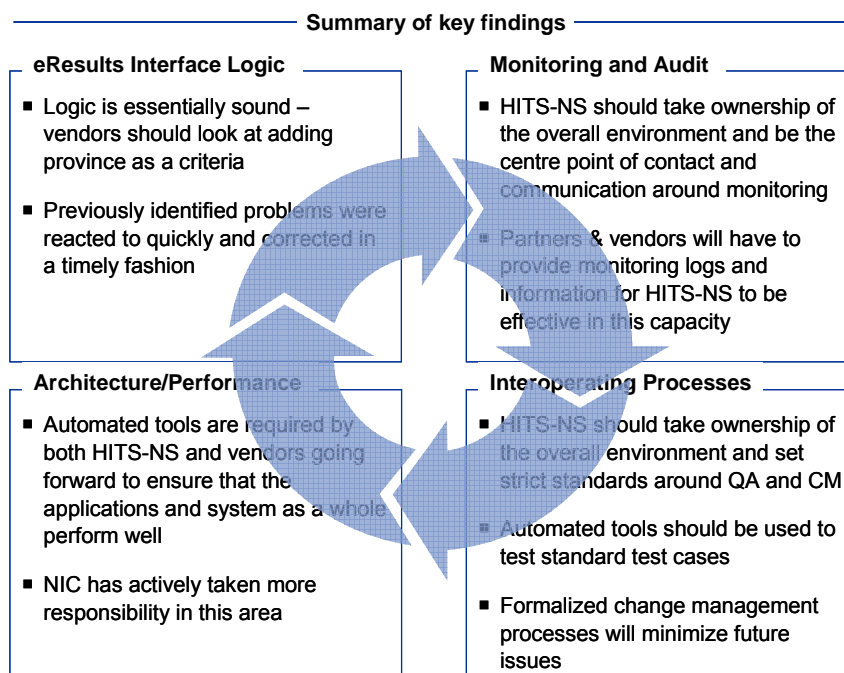 Summary of key findings
eResults Interface Logic
■ Logic is essentially sound –
vendors should look at adding
province as a criteria
■ Previously identified problems were
reacted to quickly and corrected in
a timely fashion
Monitoring and Audit
■ HITS-NS should take ownership of
the overall environment and be the
centre point of contact and
communication around monitoring
■ Partners & vendors will have to
provide monitoring logs and
information for HITS-NS to be
effective in this capacity
Architecture/Performance
■ Automated tools are required by
both HITS-NS and vendors going
forward to ensure that the
applications and system as a whole
perform well
■ NIC has actively taken more
responsibility in this area
Interoperating Processes
■ HITS-NS should take ownership of
the overall environment and set
strict standards around QA and CM
■ Automated tools should be used to
test standard test cases
■ Formalized change management
processes will minimize future
issues